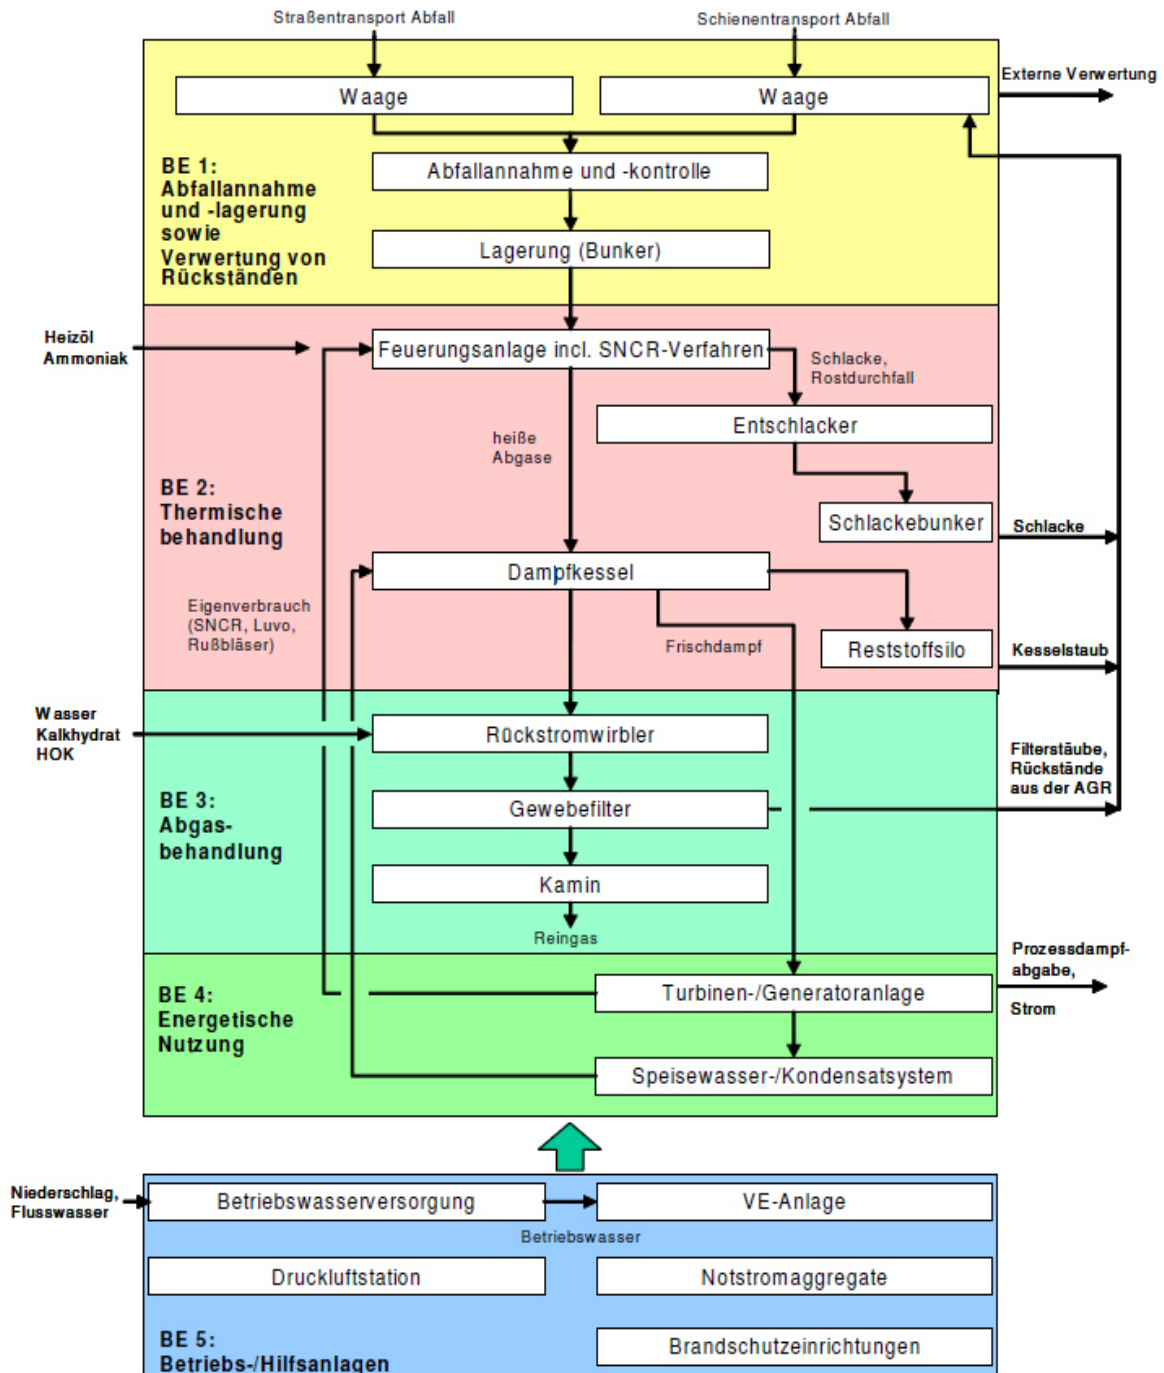 Straßentransport Abfall
Schienentransport Abfall
Waage
Waage
Externe Verwertung
BE 1:
Abfallannahme
und -lagerung
sowie
Verwertung von
Rückständen
Abfallannahme und -kontrolle
Lagerung (Bunker)
Heizöl
Ammoniak
Feuerungsanlage incl. SNCR-Verfahren
Schlacke,
Rostdurchfall
Entschlacker
heiße
Abgase
BE 2:
Thermische
behandlung
Schlackebunker
Schlacke
Dampfkessel
Eigenverbrauch
(SNCR, Luvo,
Rußbläser)
Frischdampf
Reststoffsilo
Kesselstaub
Wasser
Kalkhydrat
HOK
Rückstromwirbler
Filterstäube,
Rückstände
aus der AGR
BE 3:
Abgas-
behandlung
Gewebefilter
Kamin
Reingas
Prozessdampf-
abgabe,
Strom
BE 4:
Energetische
Nutzung
Turbinen-/Generatoranlage
Speisewasser-/Kondensatsystem
Niederschlag,
Flusswasser
Betriebswasserversorgung
VE-Anlage
Betriebswasser
Druckluftstation
Notstromaggregate
BE 5:
Betriebs-/Hilfsanlagen
Brandschutzeinrichtungen